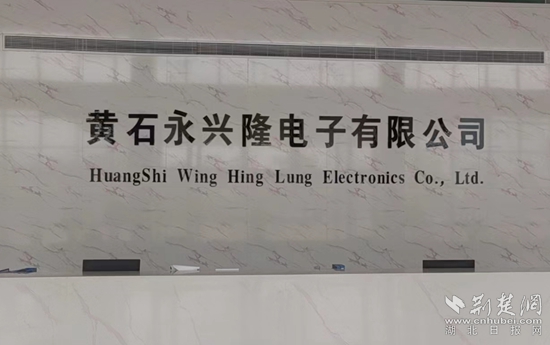 黄石永兴隆电子有限公司
HuangShi Wing Hing Lung Electronics Co., Ltd.
荆楚网
www.cnhubei.com
湖北日报网